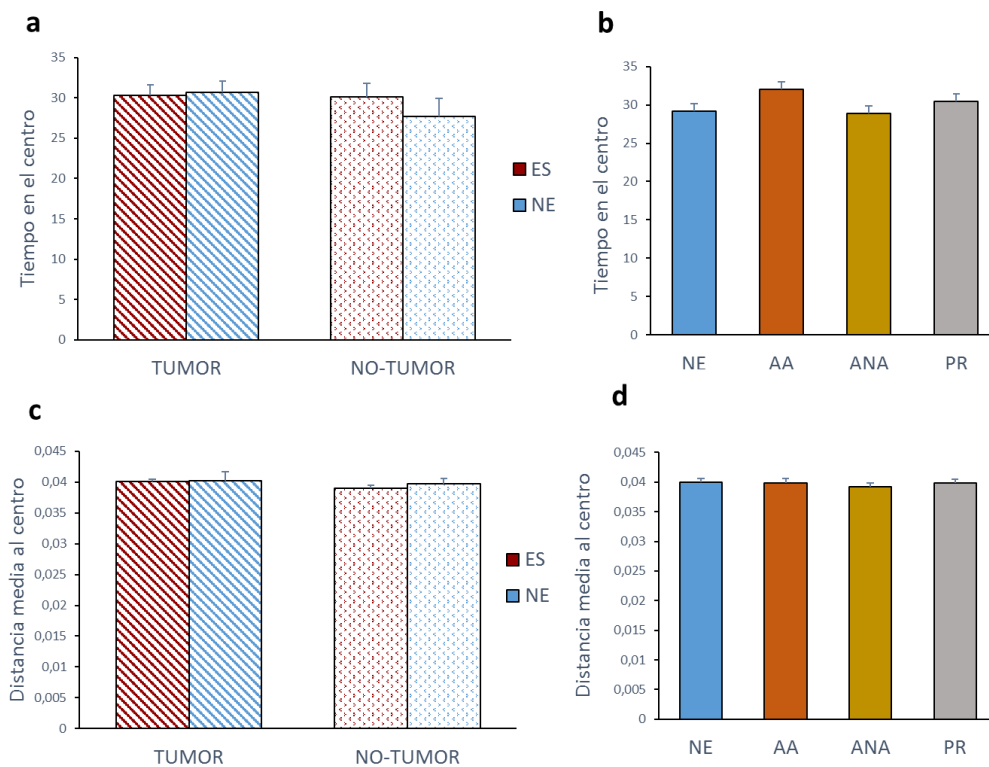 a
35
30
25
20
15
10
5
0
Tiempo en el centro
TUMOR
NO-TUMOR
ES
NE
b
35
30
25
20
15
10
5
0
Tiempo en el centro
NE
AA
ANA
PR
c
0,045
0,04
0,035
0,03
0,025
0,02
0,015
0,01
0,005
0
Distancia media al centro
TUMOR
NO-TUMOR
ES
NE
d
0,045
0,04
0,035
0,03
0,025
0,02
0,015
0,01
0,005
0
Distancia media al centro
NE
AA
ANA
PR